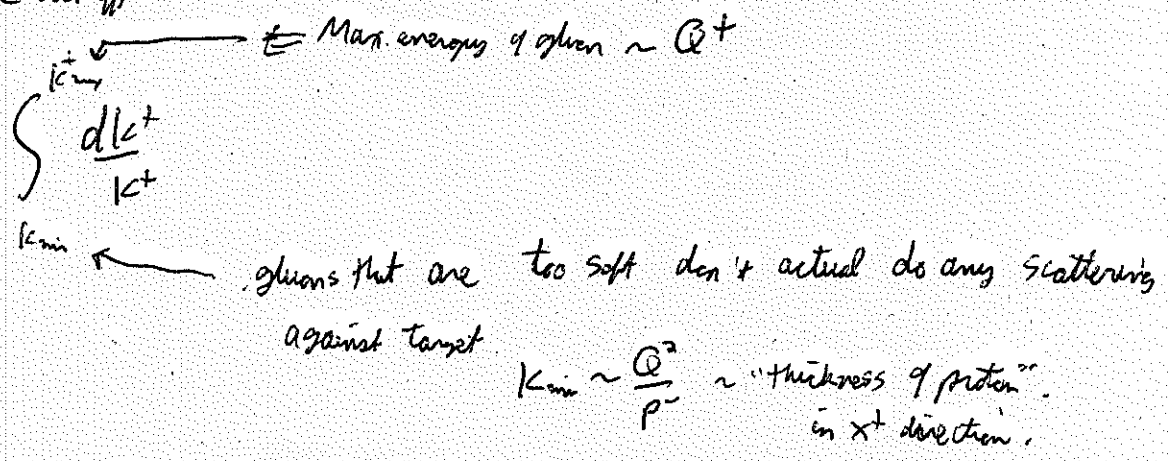 ⇐ Max. energy of gluon ~ Q⁺
k⁺max
∫ dk⁺/k⁺
kmin
gluons that are too soft don't actual do any scattering
against target.
Kmin ~ Q²/p⁻ ~ "thickness of proton".
in x⁺ direction.